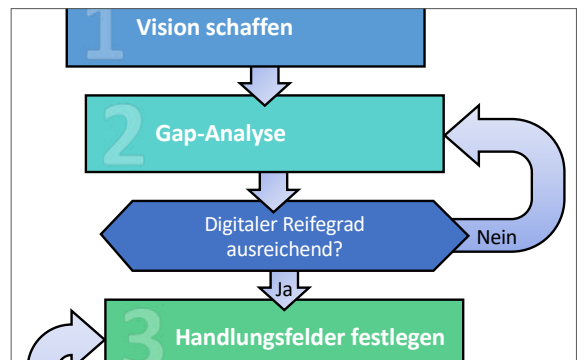 1 Vision schaffen
2 Gap-Analyse
Digitaler Reifegrad
ausreichend?
Nein
Ja
3 Handlungsfelder festlegen